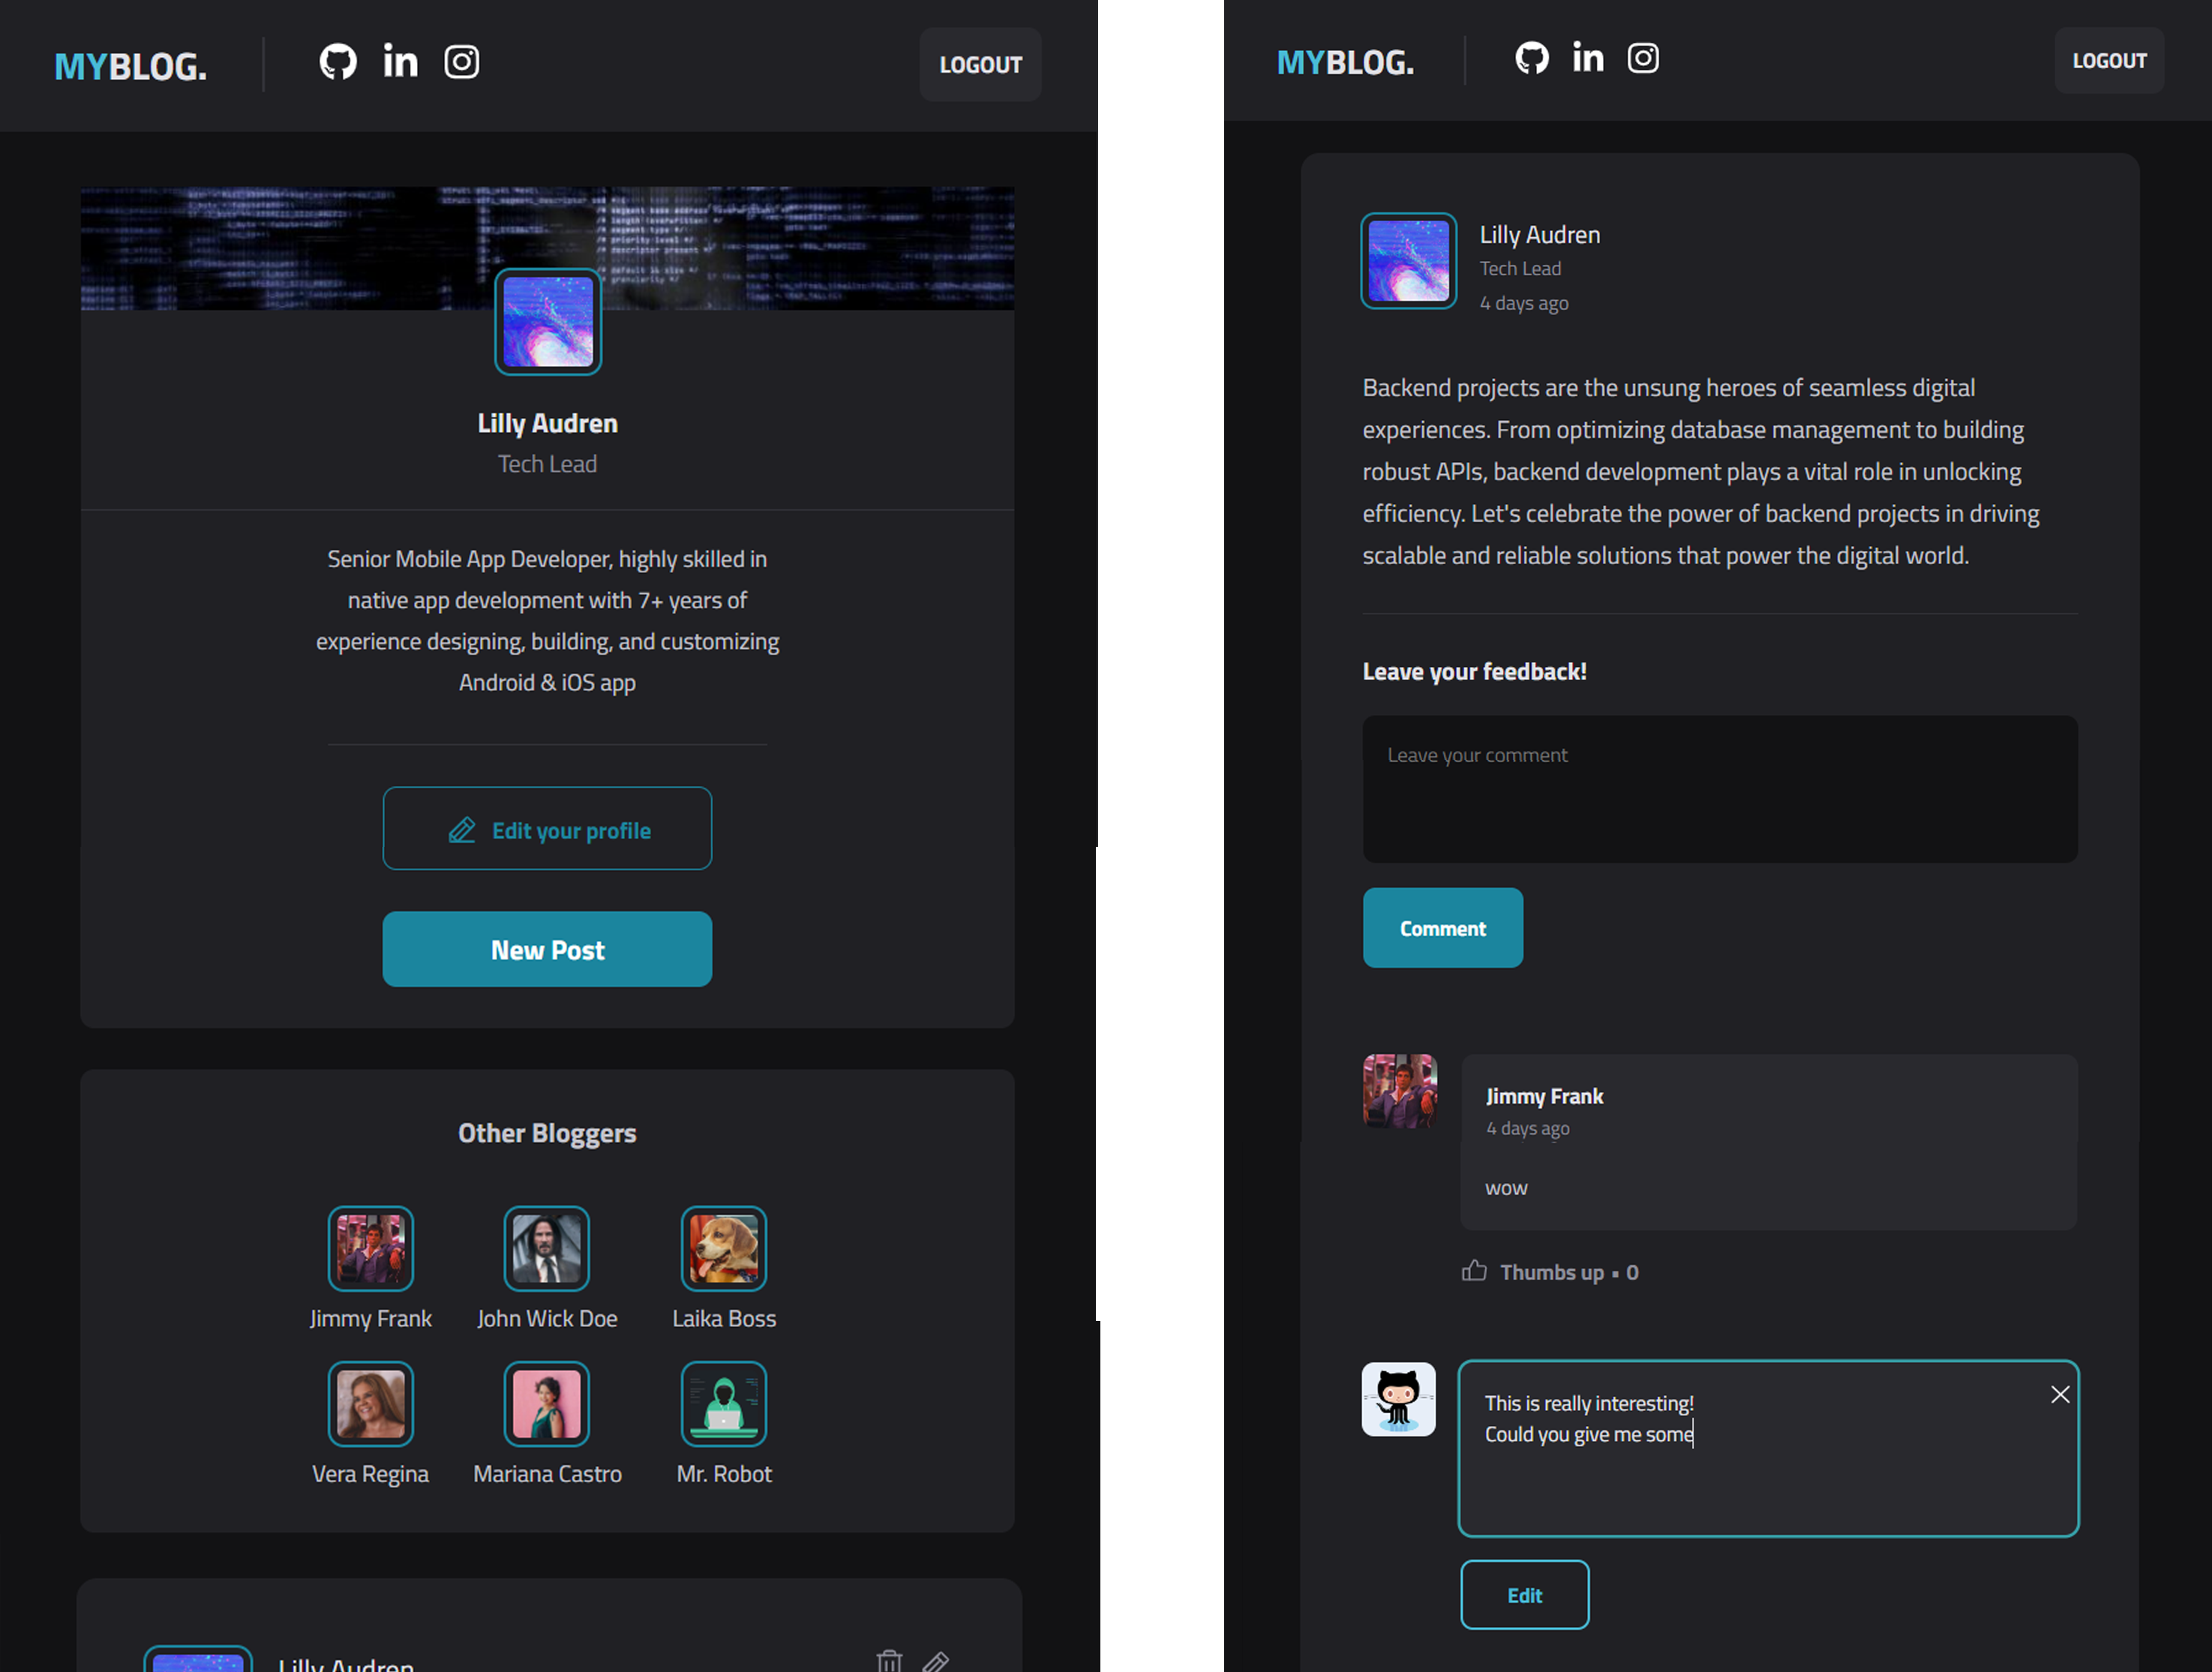 MYBLOG.
LOGOUT
Lilly Audren
Tech Lead
Senior Mobile App Developer, highly skilled in
native app development with 7+ years of
experience designing, building, and customizing
Android & iOS app
Edit your profile
New Post
Other Bloggers
Jimmy Frank
John Wick Doe
Laika Boss
Vera Regina
Mariana Castro
Mr. Robot
Lilly Audren
MYBLOG.
LOGOUT
Lilly Audren
Tech Lead
4 days ago
Backend projects are the unsung heroes of seamless digital
experiences. From optimizing database management to building
robust APIs, backend development plays a vital role in unlocking
efficiency. Let's celebrate the power of backend projects in driving
scalable and reliable solutions that power the digital world.
Leave your feedback!
Leave your comment
Comment
Jimmy Frank
4 days ago
wow
Thumbs up • 0
This is really interesting!
Could you give me some
Edit